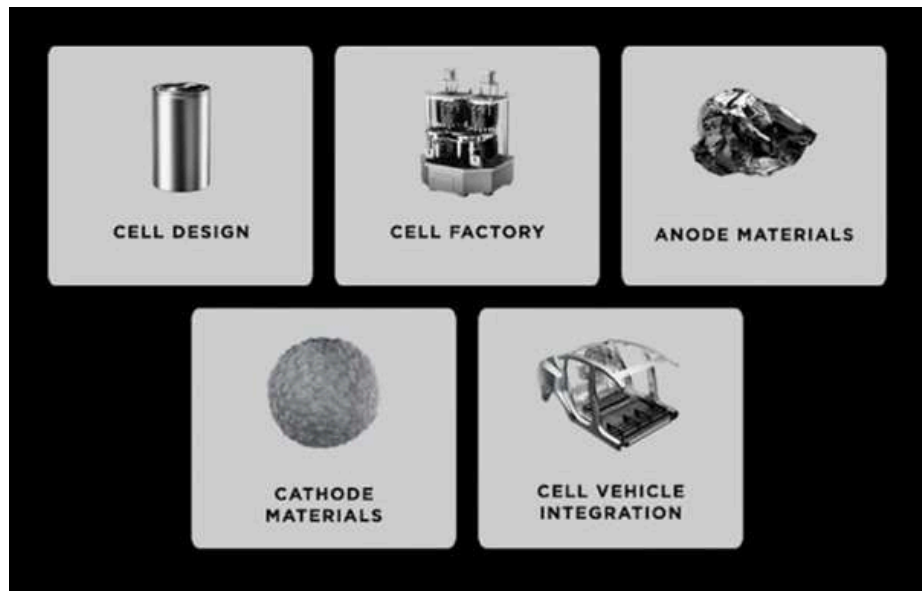 CELL DESIGN
CELL FACTORY
ANODE MATERIALS
CATHODE
MATERIALS
CELL VEHICLE
INTEGRATION